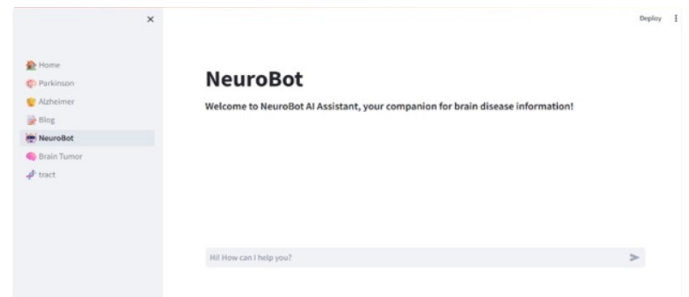 Deploy
Home
Parkinson
Alzheimer
Blog
NeuroBot
Brain Tumor
tract
NeuroBot
Welcome to NeuroBot AI Assistant, your companion for brain disease information!
Hi! How can I help you?